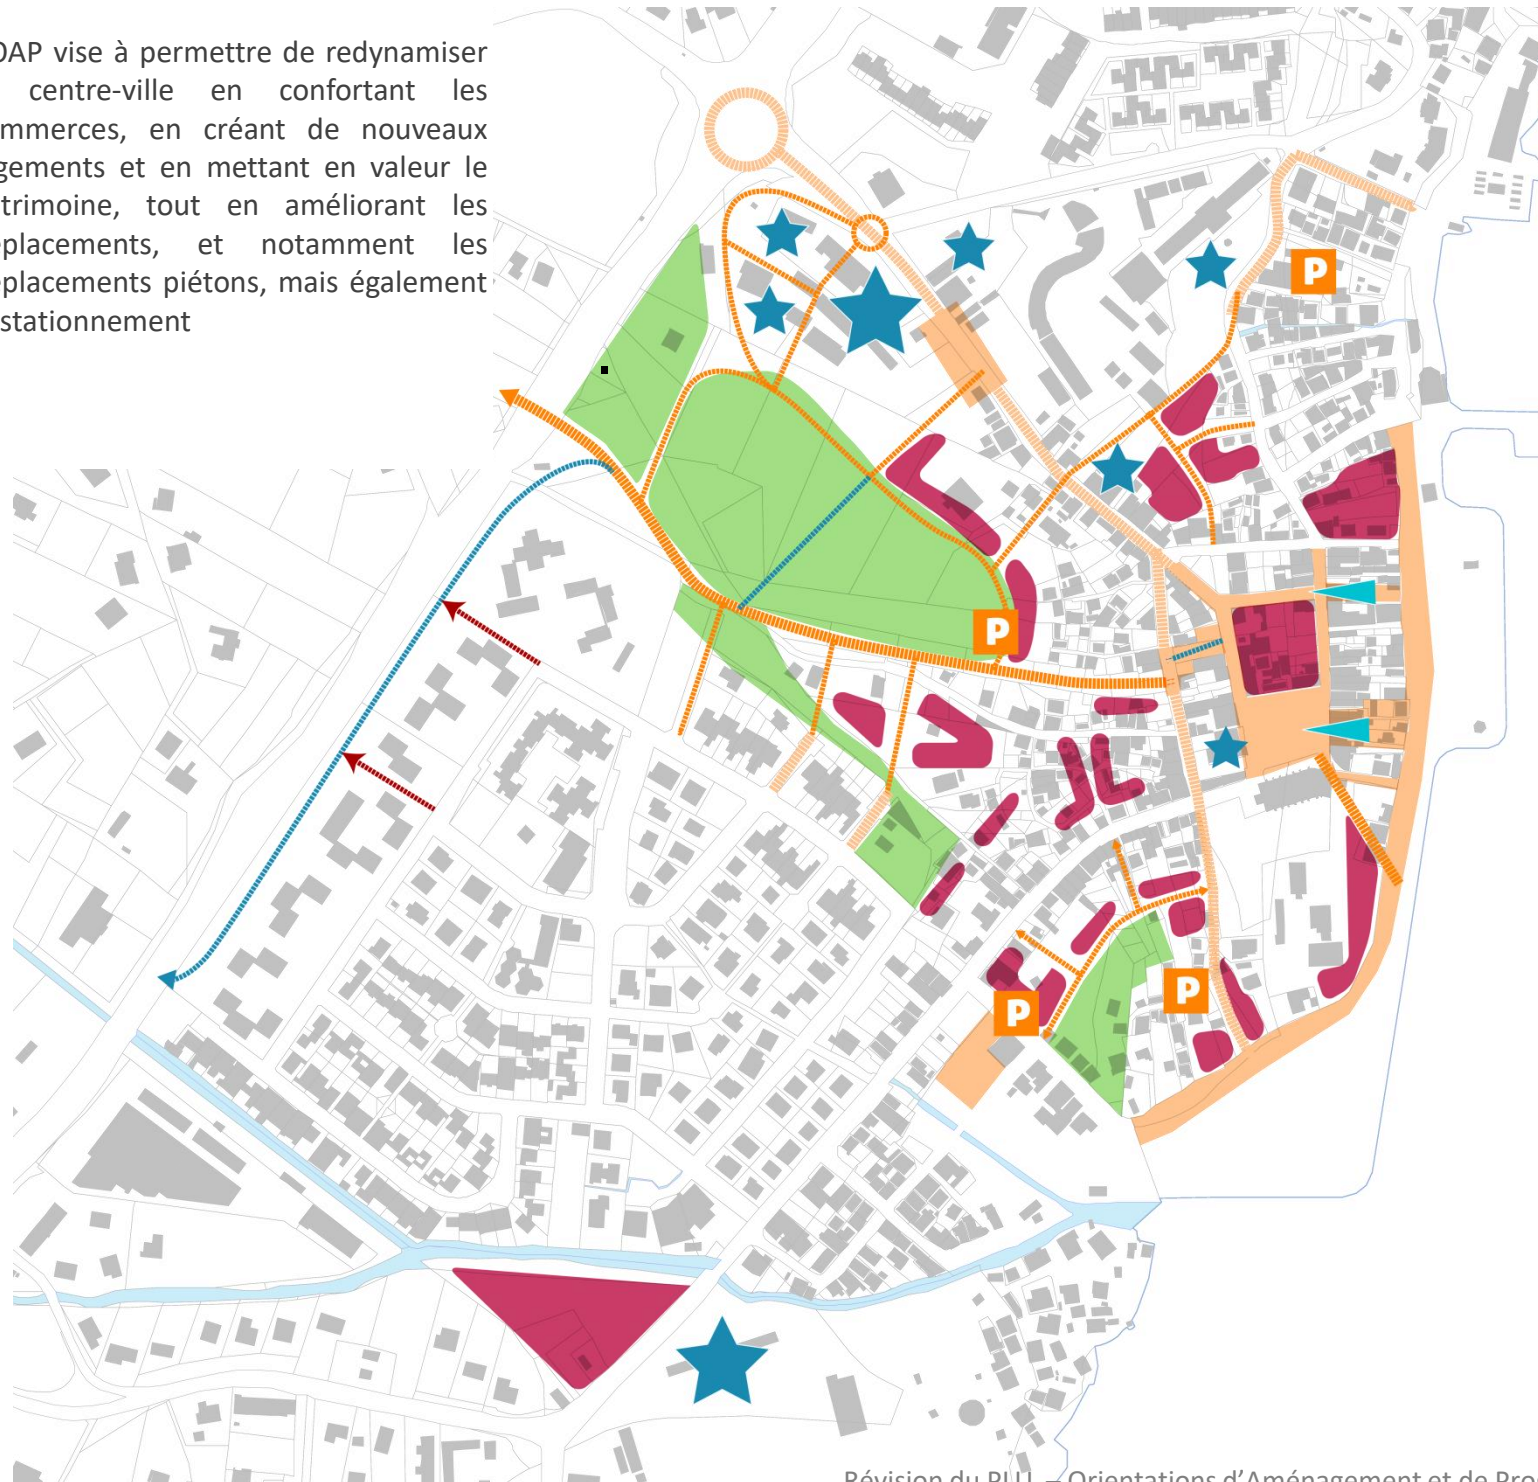 OAP vise à permettre de redynamiser
centre-ville en confortant les
mmerces, en créant de nouveaux
gements et en mettant en valeur le
trimoine, tout en améliorant les
placements, et notamment les
placements piétons, mais également
stationnement
P
P
P
P
Révision du PLU – Orientations d'Aménagement et de Pro